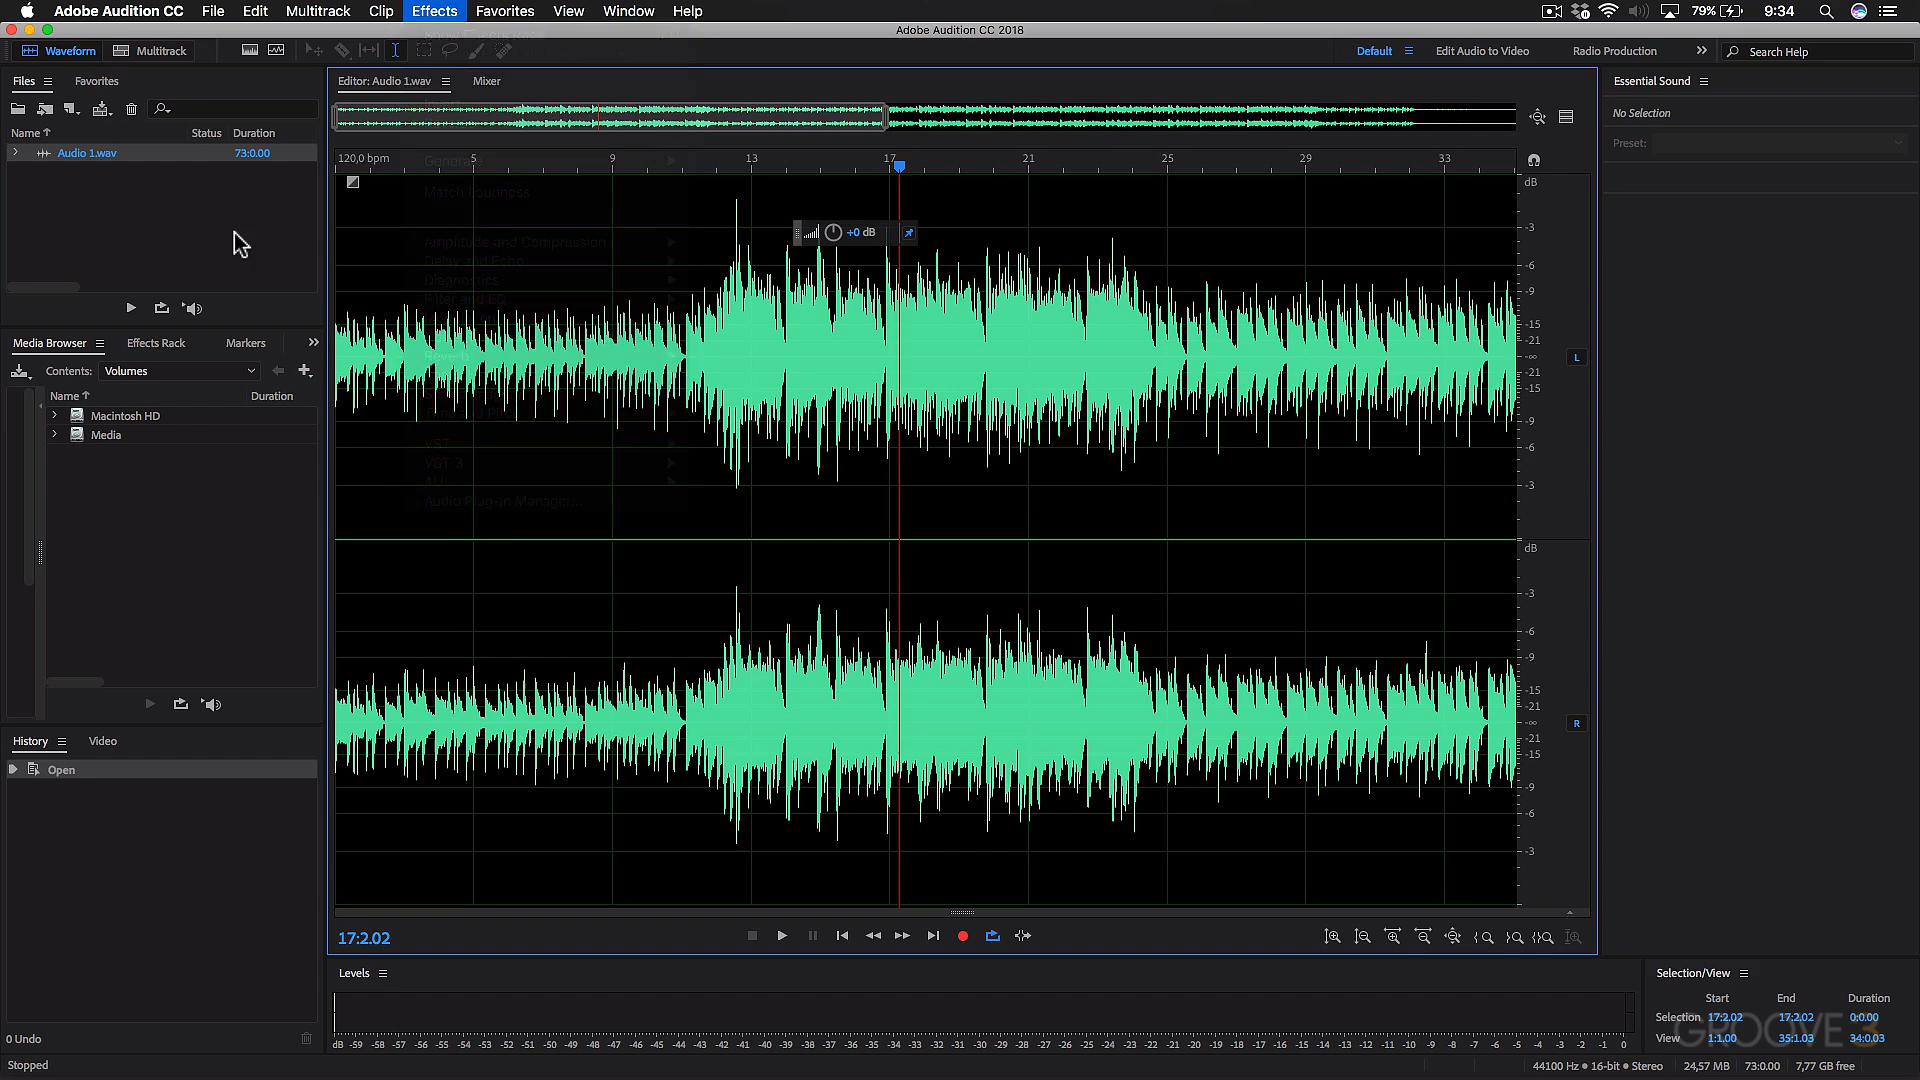 Adobe Audition CC File Edit Multitrack Clip Effects Favorites View Window Help 79% 9:34
Adobe Audition CC 2018
Waveform Multitrack Default Edit Audio to Video Radio Production Search Help
Files Favorites
Editor: Audio 1.wav Mixer
Essential Sound
No Selection
Preset:
Name Status Duration
Audio 1.wav 73:0.00
120,0 bpm 5 9 13 17 21 25 29 33
Generate
Match Loudness
Amplitude and Compression
Delay and Echo
Diagnostics
Filter and EQ
Reverb
VST
VST 3
AU
Audio Plug-In Manager...
+0 dB
dB
-3
-6
-9
-15
-21
-∞
-21
-15
-9
-6
-3
L
dB
-3
-6
-9
-15
-21
-∞
-21
-15
-9
-6
-3
R
Media Browser Effects Rack Markers
Contents: Volumes
Name Duration
Macintosh HD
Media
History Video
Open
0 Undo
Stopped
17:2.02
Levels
dB -59 -58 -57 -56 -55 -54 -53 -52 -51 -50 -49 -48 -47 -46 -45 -44 -43 -42 -41 -40 -39 -38 -37 -36 -35 -34 -33 -32 -31 -30 -29 -28 -27 -26 -25 -24 -23 -22 -21 -20 -19 -18 -17 -16 -15 -14 -13 -12 -11 -10 -9 -8 -7 -6 -5 -4 -3 -2 -1 0
Selection/View
Start End Duration
Selection 17:2.02 17:2.02 0:0.00
View 1:1.00 35:1.03 34:0.03
GROOVE 3
44100 Hz • 16-bit • Stereo 24,57 MB 73:0.00 7,77 GB free